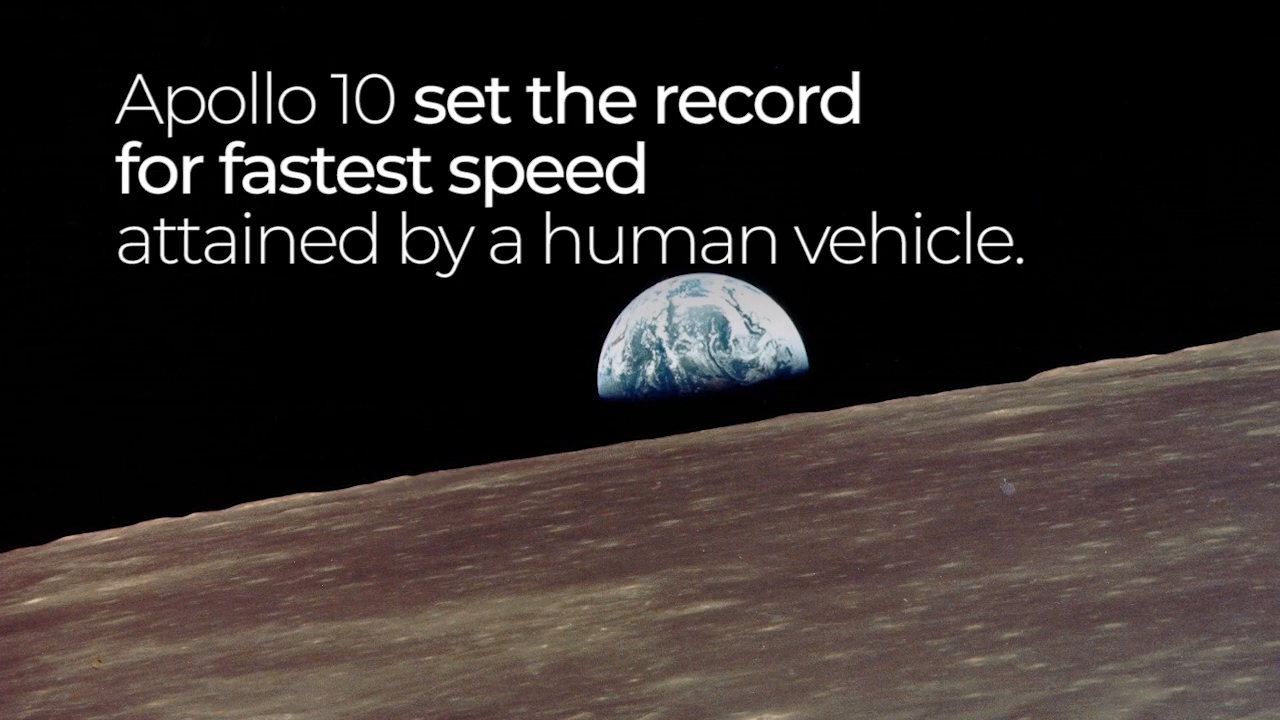 Apollo 10 set the record
for fastest speed
attained by a human vehicle.